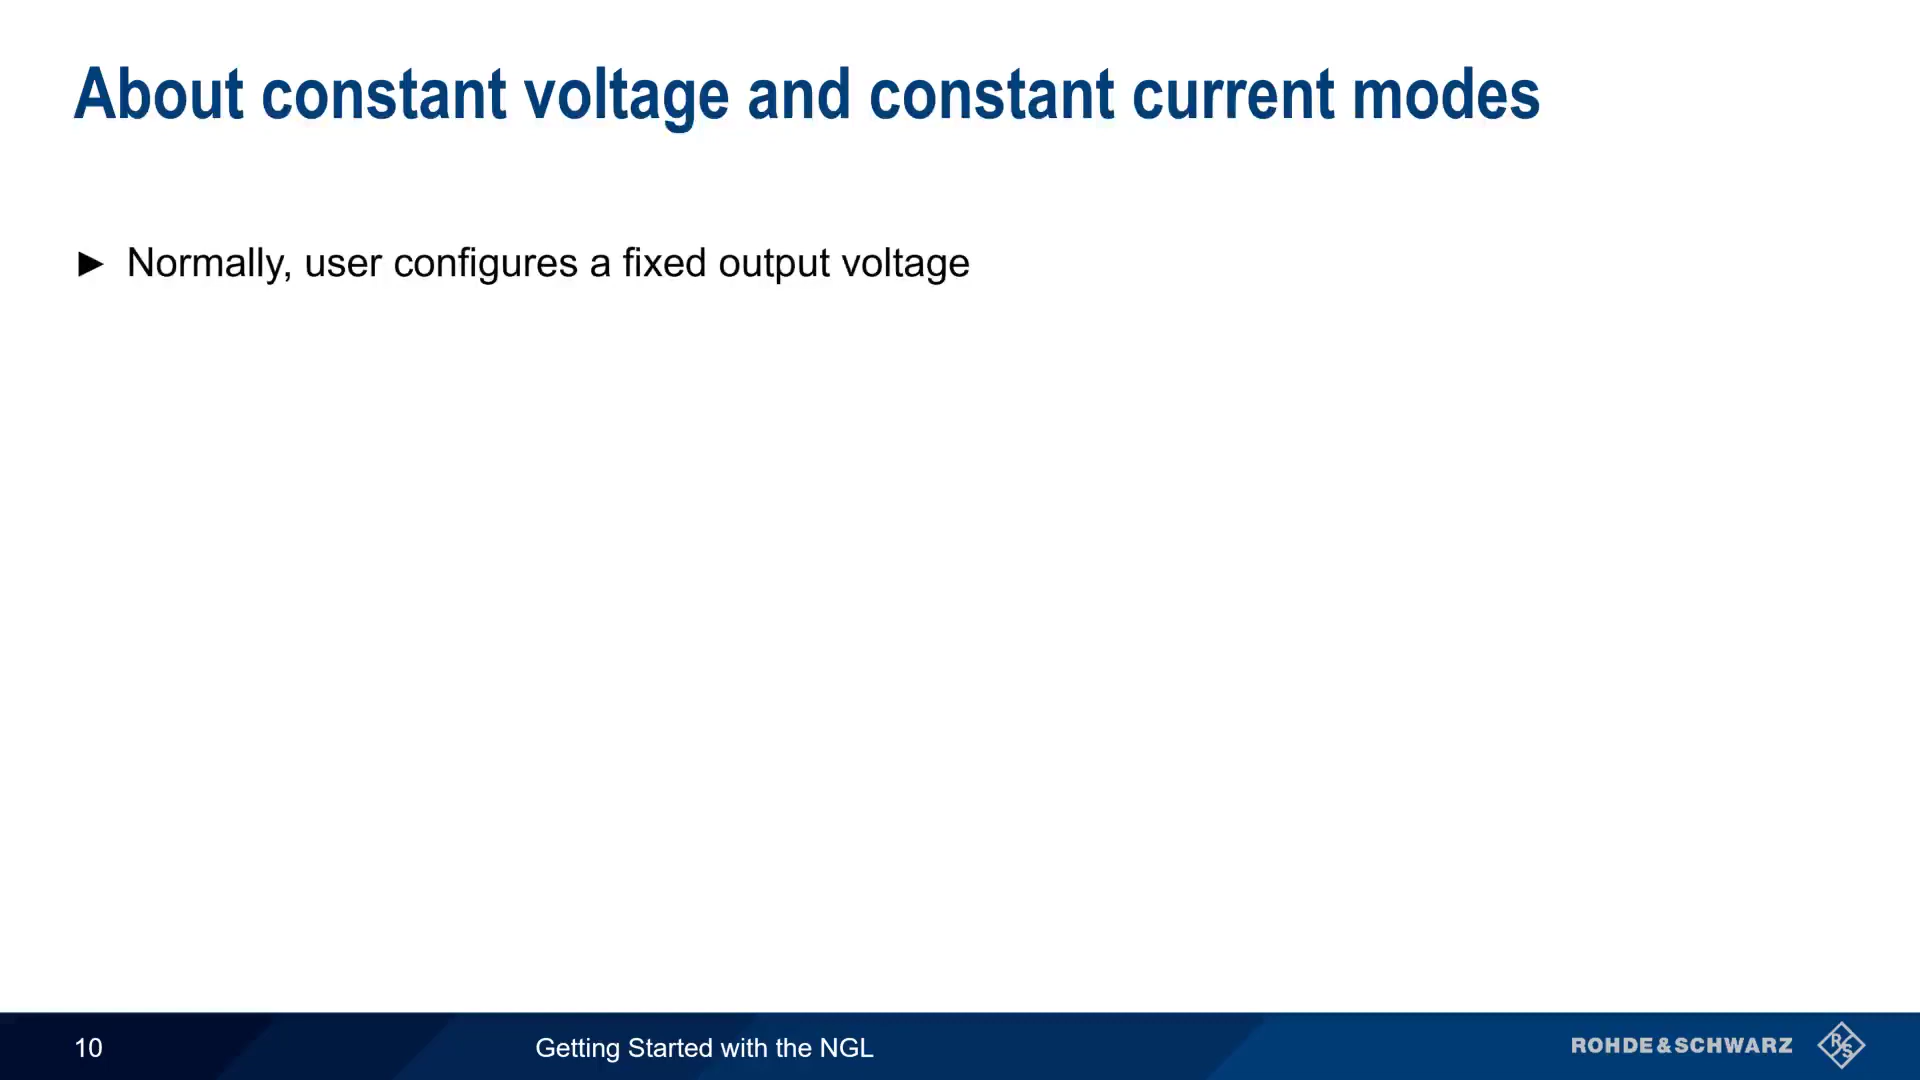 About constant voltage and constant current modes
► Normally, user configures a fixed output voltage
10
Getting Started with the NGL
ROHDE&SCHWARZ
R&S